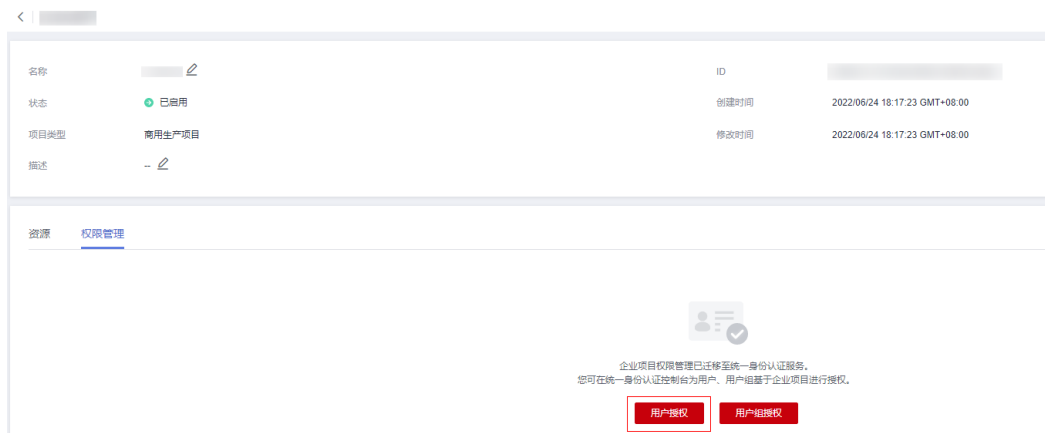 名称
ID
状态 已启用
创建时间 2022/06/24 18:17:23 GMT+08:00
项目类型 商用生产项目
修改时间 2022/06/24 18:17:23 GMT+08:00
描述 --
资源 权限管理
企业项目权限管理已迁移至统一身份认证服务。
您可在统一身份认证控制台为用户、用户组基于企业项目进行授权。
用户授权 用户组授权